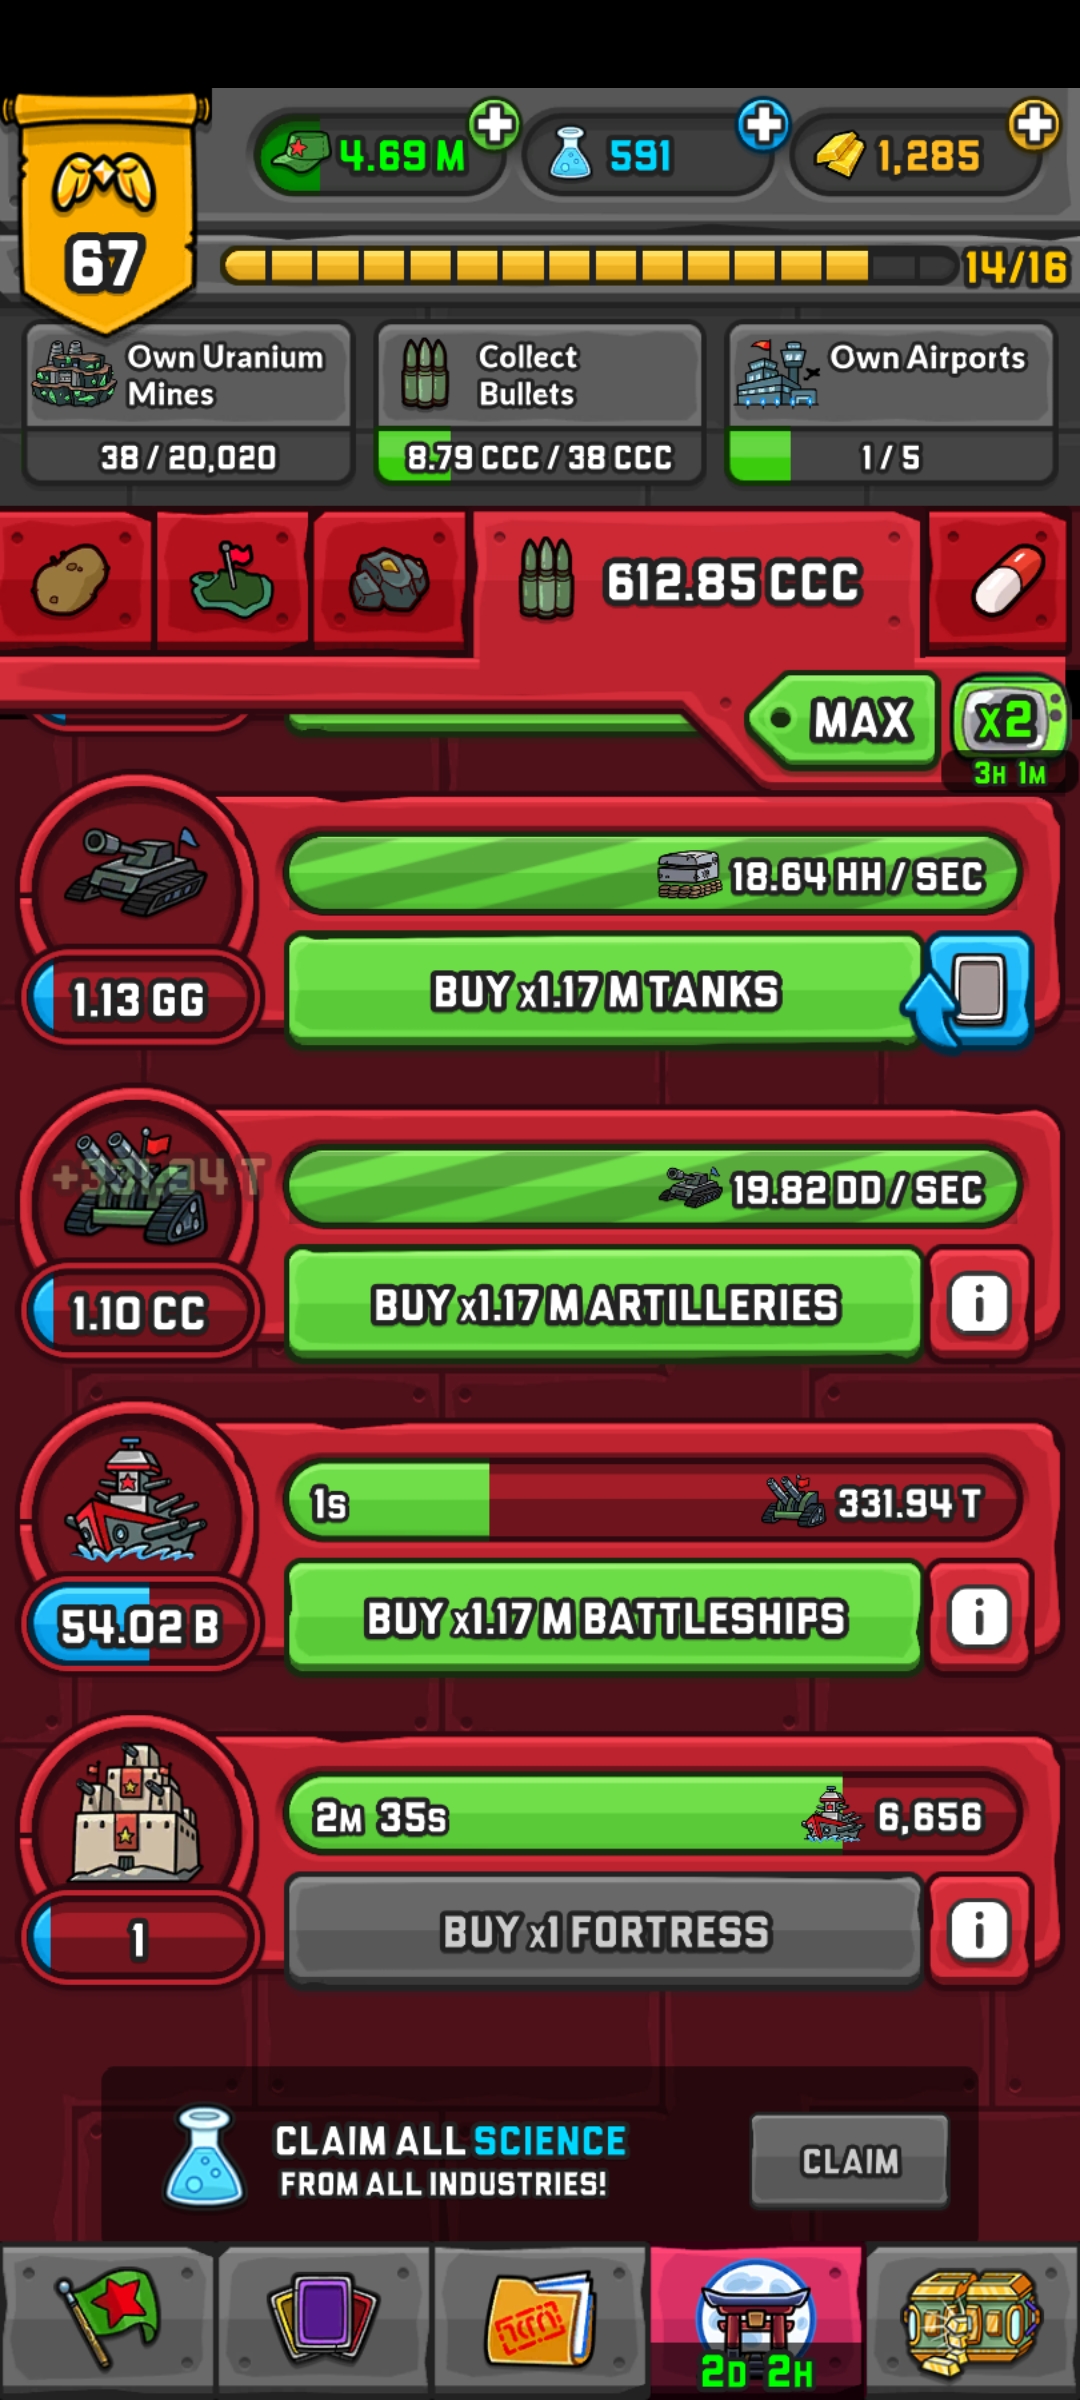 67
4.69 M
591
1,285
14/16
Own Uranium
Mines
38 / 20,020
Collect
Bullets
8.79 CCC / 38 CCC
Own Airports
1 / 5
612.85 CCC
MAX
x2
3H 1M
18.64 HH / SEC
1.13 GG
BUY x1.17 M TANKS
+331.94 T
19.82 DD / SEC
1.10 CC
BUY x1.17 M ARTILLERIES
i
1s
331.94 T
54.02 B
BUY x1.17 M BATTLESHIPS
i
2M 35s
6,656
1
BUY x1 FORTRESS
i
CLAIM ALL SCIENCE
FROM ALL INDUSTRIES!
CLAIM
2D 2H